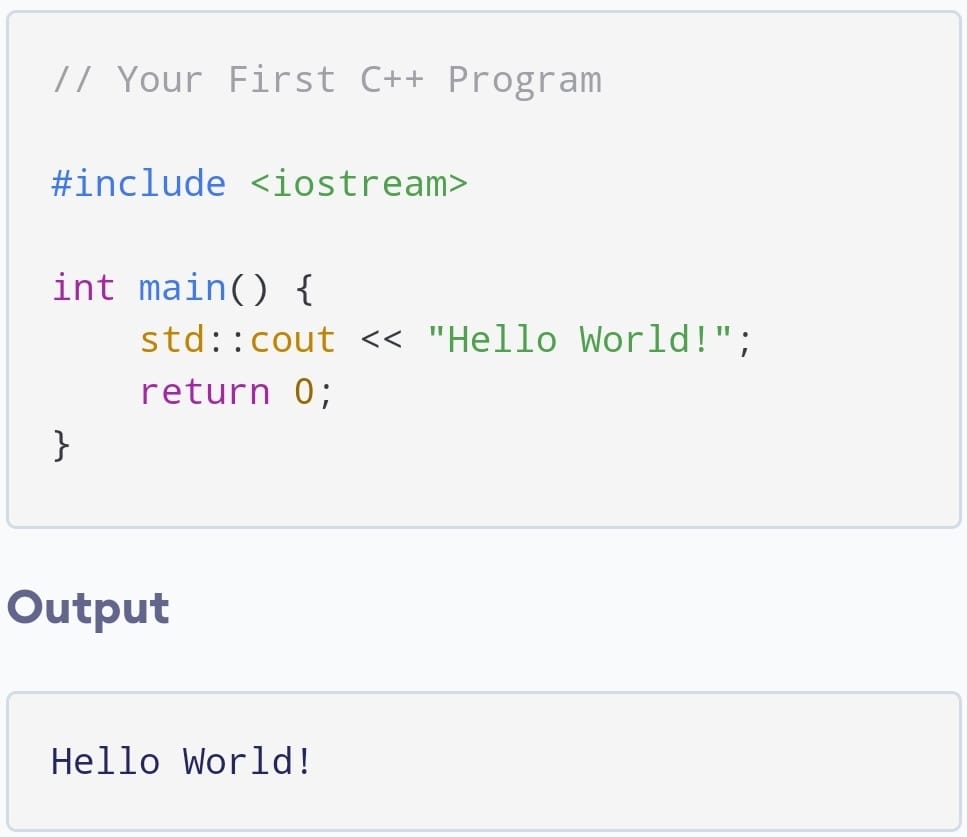 // Your First C++ Program
#include <iostream>
int main() {
    std::cout << "Hello World!";
    return 0;
}
Output
Hello World!